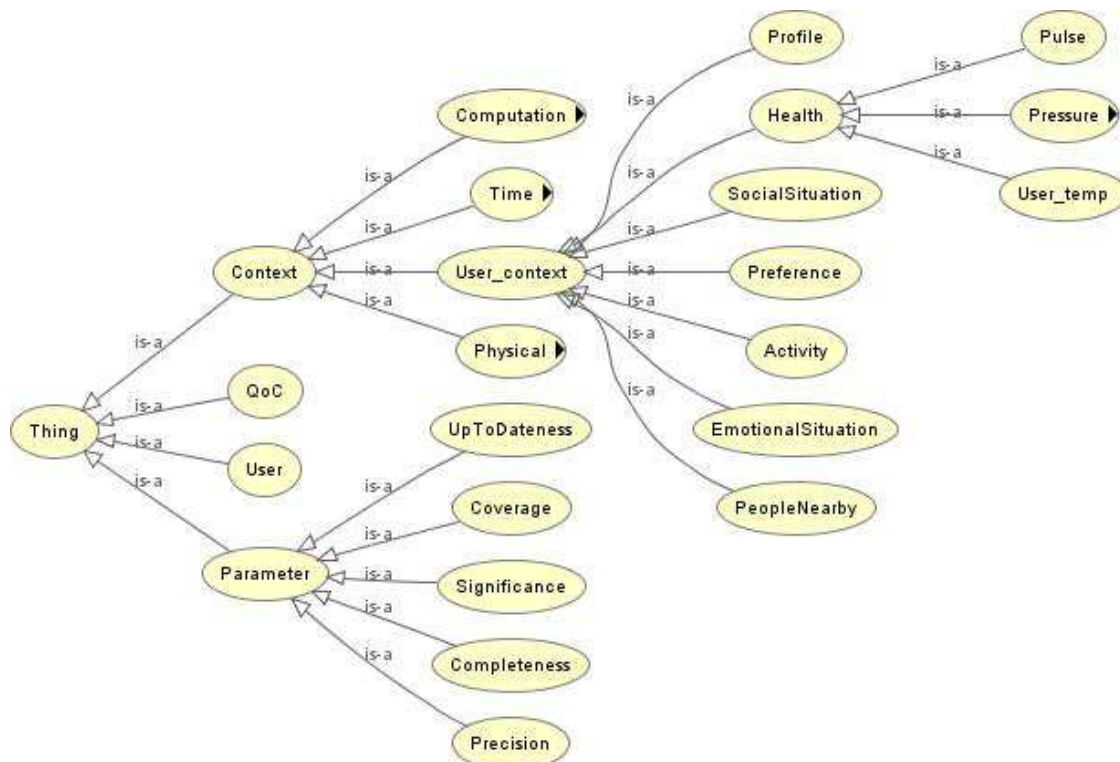 Profile
Pulse
is-a
is-a
Computation
Health
is-a
Pressure
is-a
is-a
is-a
Time
SocialSituation
User_temp
is-a
is-a
Context
is-a
User_context
is-a
Preference
is-a
is-a
Physical
is-a
Activity
QoC
is-a
Thing
is-a
is-a
User
is-a
UpToDateness
EmotionalSituation
is-a
Coverage
PeopleNearby
is-a
Parameter
is-a
Significance
is-a
is-a
Completeness
Precision